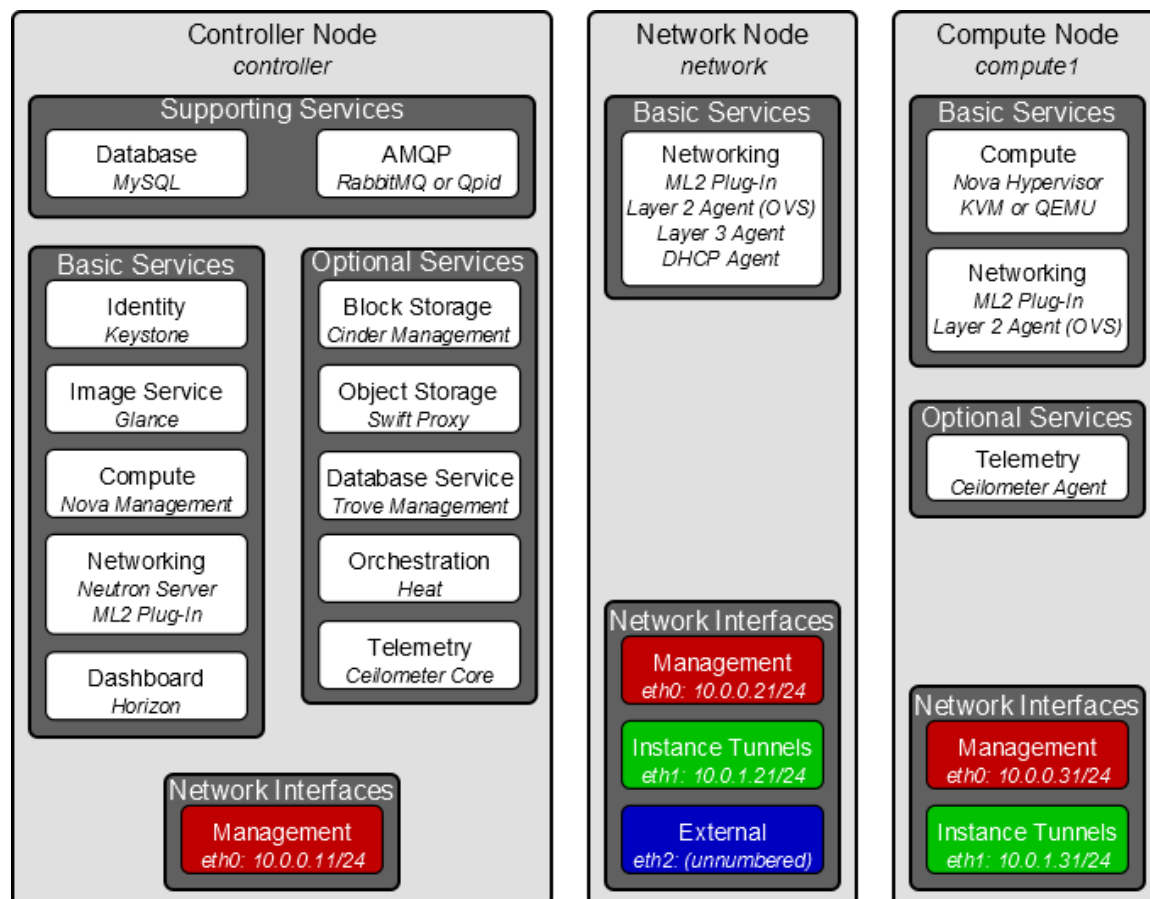 Controller Node
controller
Supporting Services
Database
MySQL
AMQP
RabbitMQ or Qpid
Basic Services
Identity
Keystone
Image Service
Glance
Compute
Nova Management
Networking
Neutron Server
ML2 Plug-In
Dashboard
Horizon
Optional Services
Block Storage
Cinder Management
Object Storage
Swift Proxy
Database Service
Trove Management
Orchestration
Heat
Telemetry
Ceilometer Core
Network Interfaces
Management
eth0: 10.0.0.11/24
Network Node
network
Basic Services
Networking
ML2 Plug-In
Layer 2 Agent (OVS)
Layer 3 Agent
DHCP Agent
Network Interfaces
Management
eth0: 10.0.0.21/24
Instance Tunnels
eth1: 10.0.1.21/24
External
eth2: (unnumbered)
Compute Node
compute1
Basic Services
Compute
Nova Hypervisor
KVM or QEMU
Networking
ML2 Plug-In
Layer 2 Agent (OVS)
Optional Services
Telemetry
Ceilometer Agent
Network Interfaces
Management
eth0: 10.0.0.31/24
Instance Tunnels
eth1: 10.0.1.31/24